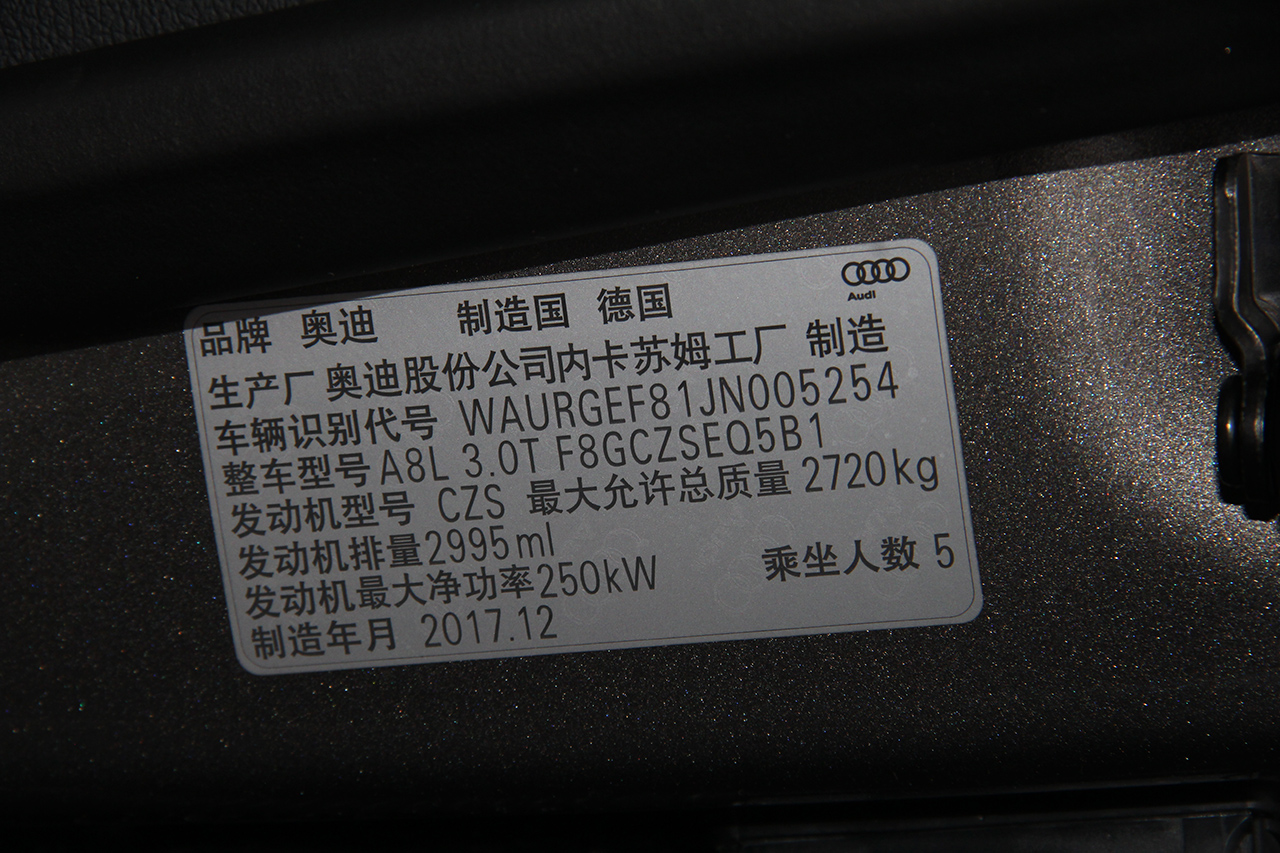 Audi
品牌 奥迪 制造国 德国
生产厂 奥迪股份公司内卡苏姆工厂 制造
车辆识别代号 WAURGEF81JN005254
整车型号 A8L 3.0T F8GCZSEQ5B1
发动机型号 CZS 最大允许总质量 2720kg
发动机排量 2995ml
发动机最大净功率 250kW 乘坐人数 5
制造年月 2017.12